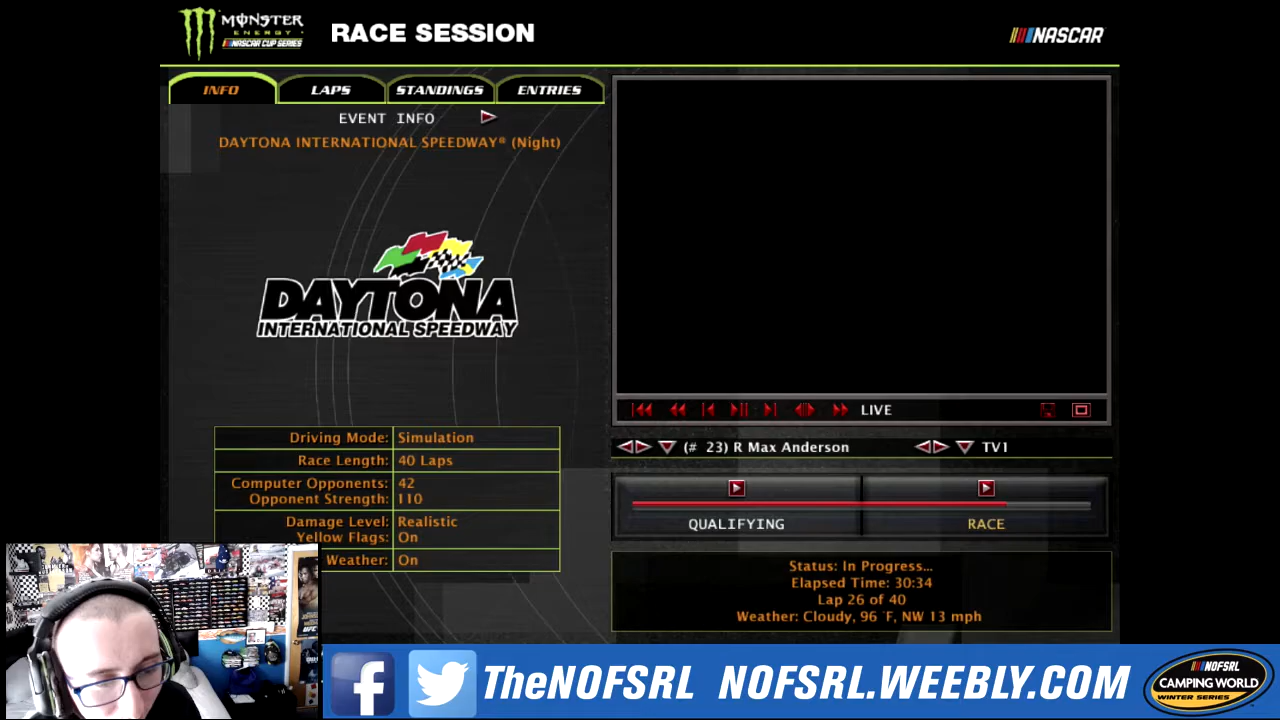 MONSTER
ENERGY
NASCAR CUP SERIES
RACE SESSION
NASCAR
INFO
LAPS
STANDINGS
ENTRIES
EVENT INFO
DAYTONA INTERNATIONAL SPEEDWAY® (Night)
DAYTONA
INTERNATIONAL SPEEDWAY
LIVE
(# 23) R Max Anderson
TV1
Driving Mode: Simulation
Race Length: 40 Laps
Computer Opponents: 42
Opponent Strength: 110
Damage Level: Realistic
Yellow Flags: On
Weather: On
QUALIFYING
RACE
Status: In Progress...
Elapsed Time: 30:34
Lap 26 of 40
Weather: Cloudy, 96 °F, NW 13 mph
TheNOFSRL NOFSRL.WEEBLY.COM
NOFSRL
CAMPING WORLD
WINTER SERIES